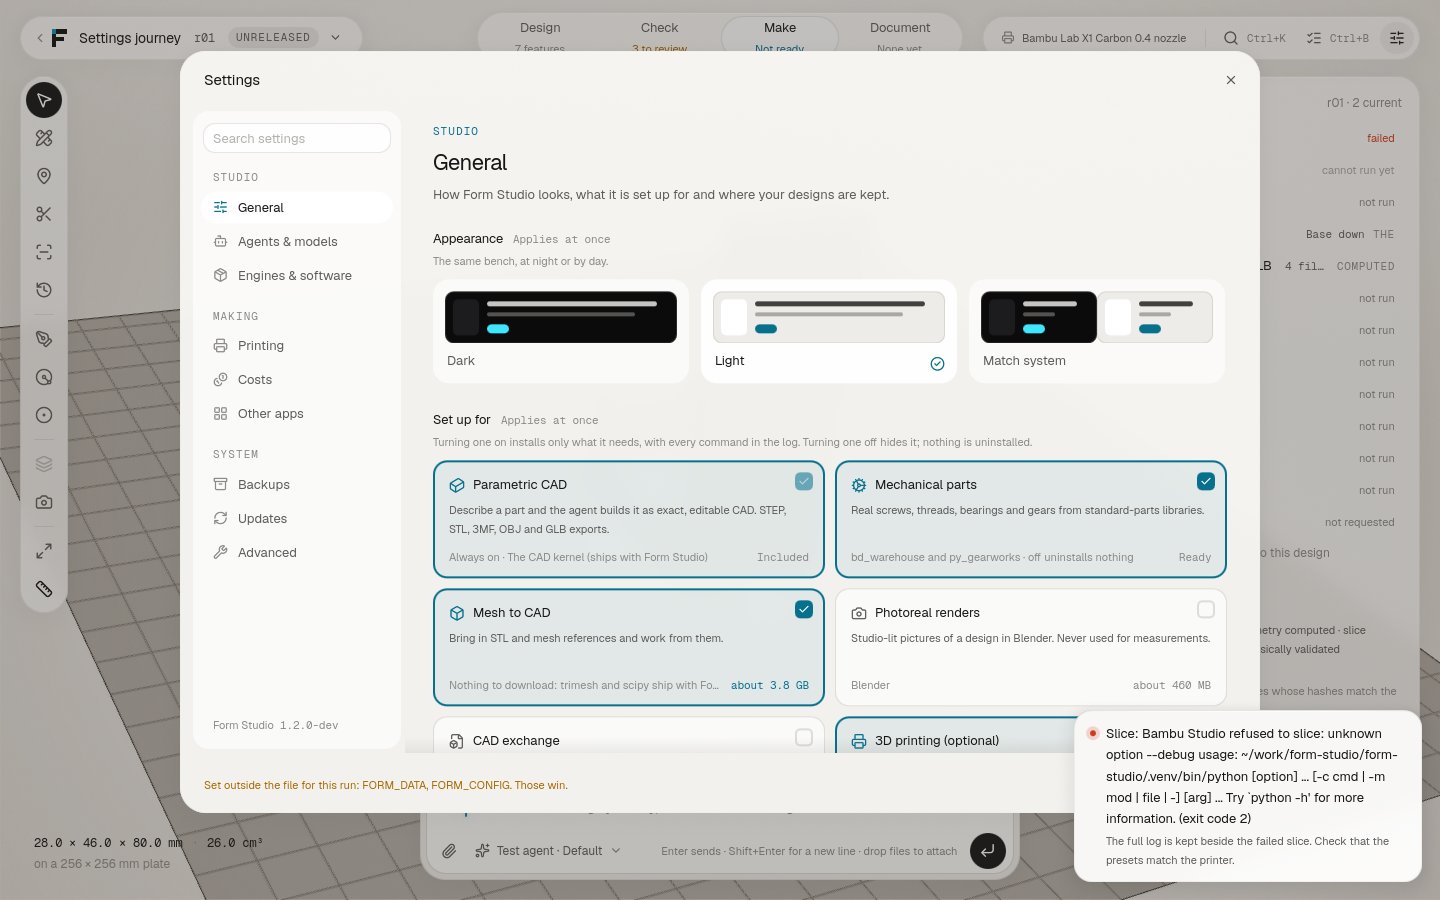 Settings journey r01 UNRELEASED
Design
7 features
Check
3 to review
Make
Not ready
Document
None yet
Bambu Lab X1 Carbon 0.4 nozzle
Ctrl+K
Ctrl+B
Settings
Search settings
STUDIO
General
Agents & models
Engines & software
MAKING
Printing
Costs
Other apps
SYSTEM
Backups
Updates
Advanced
Form Studio 1.2.0-dev
STUDIO
General
How Form Studio looks, what it is set up for and where your designs are kept.
Appearance Applies at once
The same bench, at night or by day.
Dark
Light
Match system
Set up for Applies at once
Turning one on installs only what it needs, with every command in the log. Turning one off hides it; nothing is uninstalled.
Parametric CAD
Describe a part and the agent builds it as exact, editable CAD. STEP,
STL, 3MF, OBJ and GLB exports.
Always on · The CAD kernel (ships with Form Studio) Included
Mechanical parts
Real screws, threads, bearings and gears from standard-parts libraries.
bd_warehouse and py_gearworks · off uninstalls nothing Ready
Mesh to CAD
Bring in STL and mesh references and work from them.
Nothing to download: trimesh and scipy ship with Fo… about 3.8 GB
Photoreal renders
Studio-lit pictures of a design in Blender. Never used for measurements.
Blender about 460 MB
CAD exchange
3D printing (optional)
Set outside the file for this run: FORM_DATA, FORM_CONFIG. Those win.
r01 · 2 current
failed
cannot run yet
not run
Base down THE
LB 4 fil… COMPUTED
not run
not run
not run
not run
not run
not run
not run
not requested
o this design
etry computed · slice
sically validated
es whose hashes match the
Slice: Bambu Studio refused to slice: unknown
option --debug usage: ~/work/form-studio/form-
studio/.venv/bin/python [option] ... [-c cmd | -m
mod | file | -] [arg] ... Try `python -h' for more
information. (exit code 2)
The full log is kept beside the failed slice. Check that the
presets match the printer.
28.0 × 46.0 × 80.0 mm · 26.0 cm³
on a 256 × 256 mm plate
Test agent · Default
Enter sends · Shift+Enter for a new line · drop files to attach